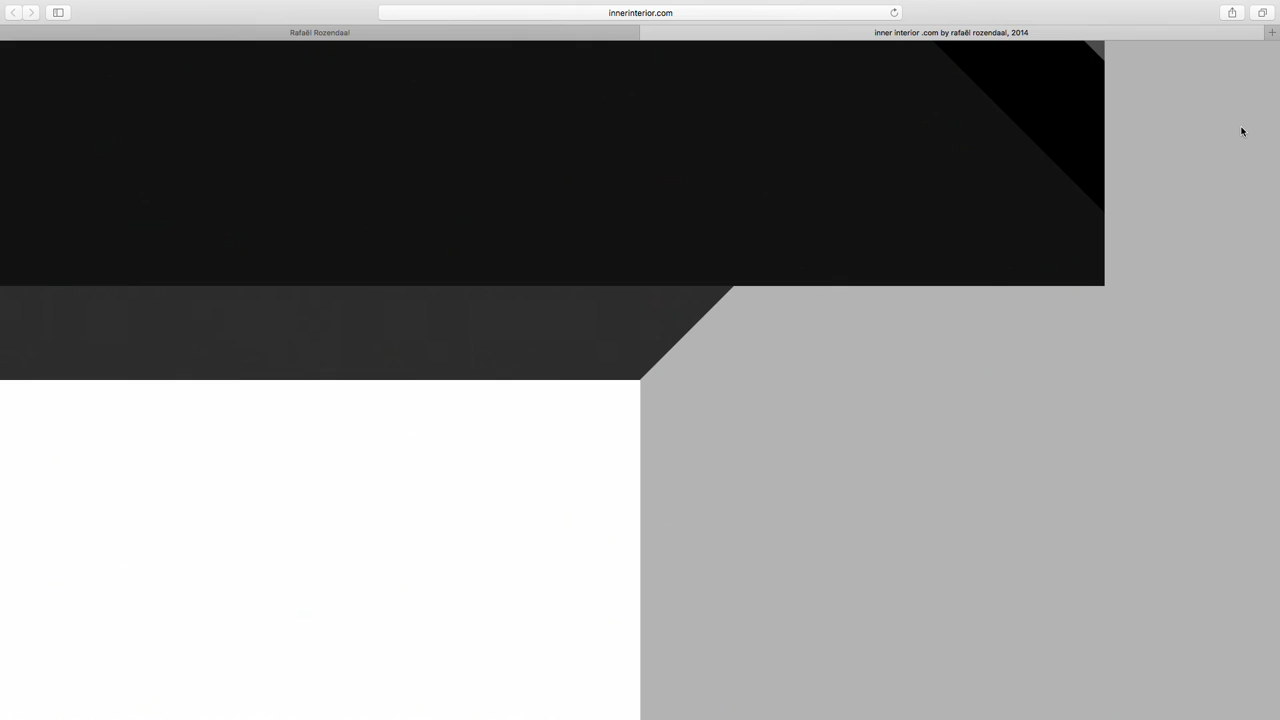 innerinterior.com
Rafaël Rozendaal
inner interior .com by rafaël rozendaal, 2014